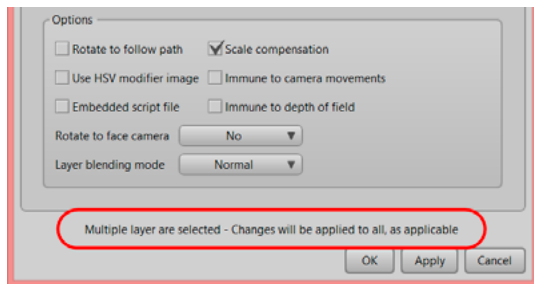 Options
Rotate to follow path Scale compensation
Use HSV modifier image Immune to camera movements
Embedded script file Immune to depth of field
Rotate to face camera No
Layer blending mode Normal
Multiple layer are selected - Changes will be applied to all, as applicable
OK Apply Cancel